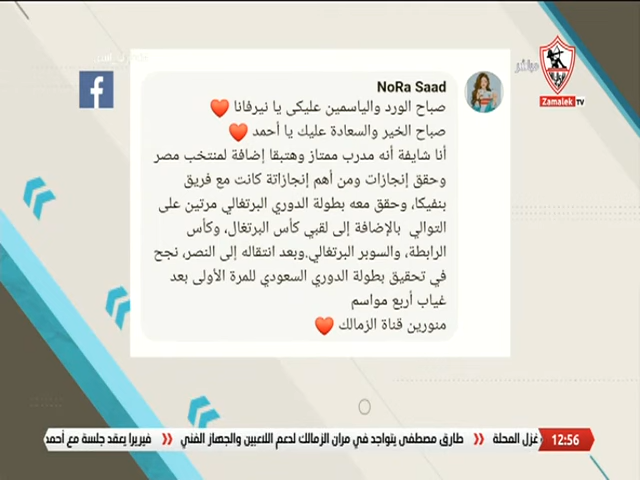 مباشر
Zamalek TV
NoRa Saad
صباح الورد والياسمين عليكى يا نيرفانا ❤️
صباح الخير والسعادة عليك يا أحمد ❤️
أنا شايفة أنه مدرب ممتاز وهتبقا إضافة لمنتخب مصر
وحقق إنجازات ومن أهم إنجازاتة كانت مع فريق
بنفيكا، وحقق معه بطولة الدوري البرتغالي مرتين على
التوالي بالإضافة إلى لقبي كأس البرتغال، وكأس
الرابطة، والسوبر البرتغالي.وبعد انتقاله إلى النصر، نجح
في تحقيق بطولة الدوري السعودي للمرة الأولى بعد
غياب أربع مواسم
منورين قناة الزمالك ❤️
12:56 غزل المحلة » طارق مصطفى يتواجد في مران الزمالك لدعم اللاعبين والجهاز الفني » فيريرا يعقد جلسة مع أحمد